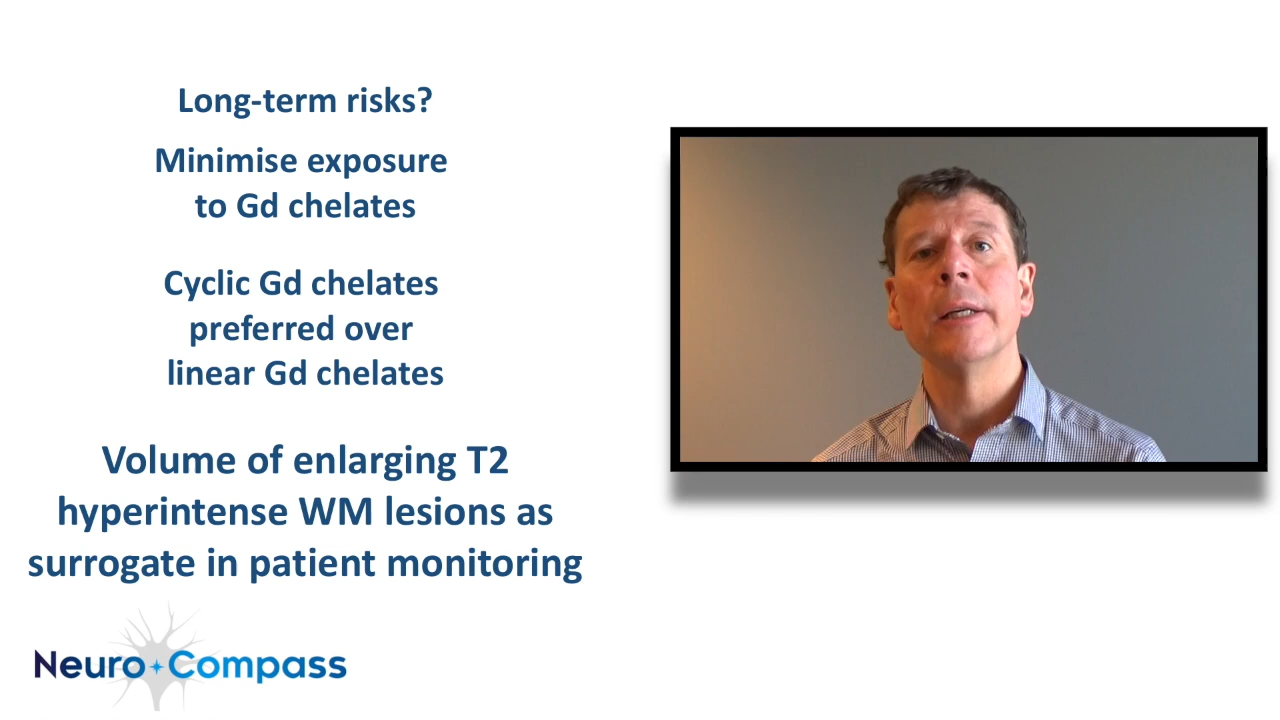 Long-term risks?
Minimise exposure
to Gd chelates
Cyclic Gd chelates
preferred over
linear Gd chelates
Volume of enlarging T2
hyperintense WM lesions as
surrogate in patient monitoring
Neuro Compass